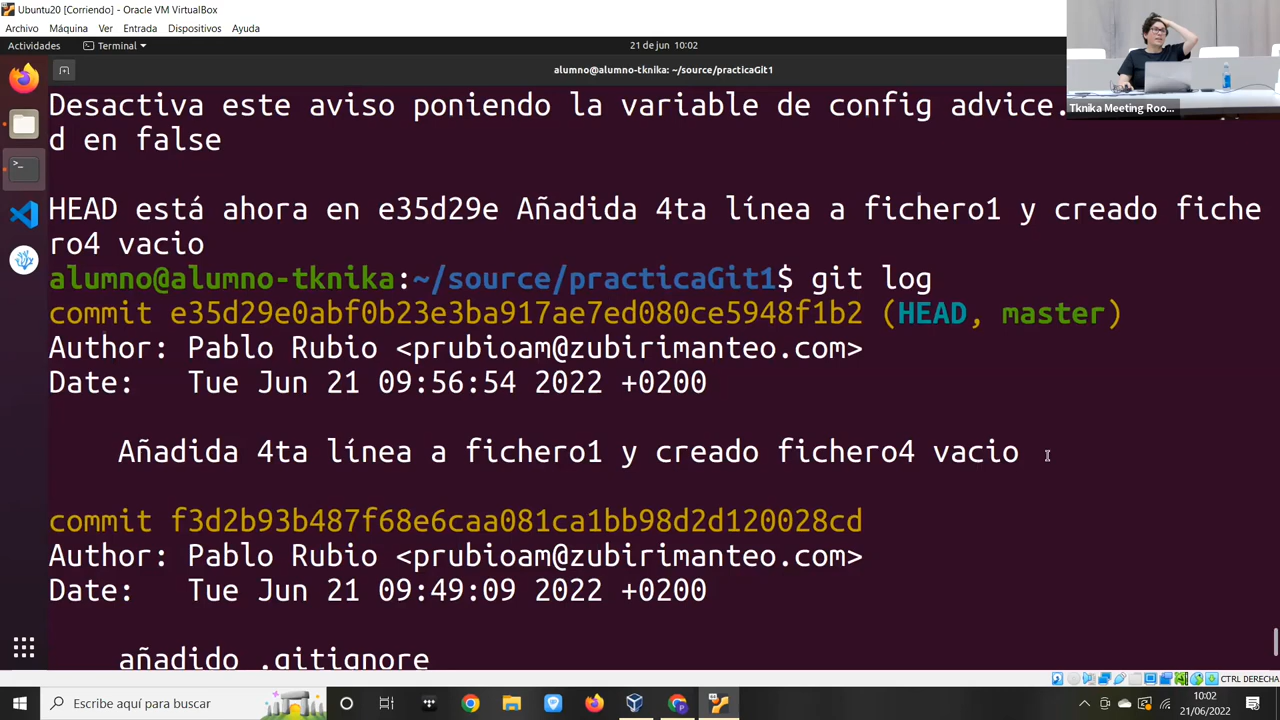 Ubuntu20 [Corriendo] - Oracle VM VirtualBox
Archivo Máquina Ver Entrada Dispositivos Ayuda
Actividades Terminal 21 de jun 10:02
alumno@alumno-tknika: ~/source/practicaGit1
Tknika Meeting Roo...
Desactiva este aviso poniendo la variable de config advice.
d en false
HEAD está ahora en e35d29e Añadida 4ta línea a fichero1 y creado fiche
ro4 vacio
alumno@alumno-tknika:~/source/practicaGit1$ git log
commit e35d29e0abf0b23e3ba917ae7ed080ce5948f1b2 (HEAD, master)
Author: Pablo Rubio <prubioam@zubirimanteo.com>
Date:   Tue Jun 21 09:56:54 2022 +0200
Añadida 4ta línea a fichero1 y creado fichero4 vacio
commit f3d2b93b487f68e6caa081ca1bb98d2d120028cd
Author: Pablo Rubio <prubioam@zubirimanteo.com>
Date:   Tue Jun 21 09:49:09 2022 +0200
añadido .gitignore
CTRL DERECHA
Escribe aquí para buscar
10:02
21/06/2022